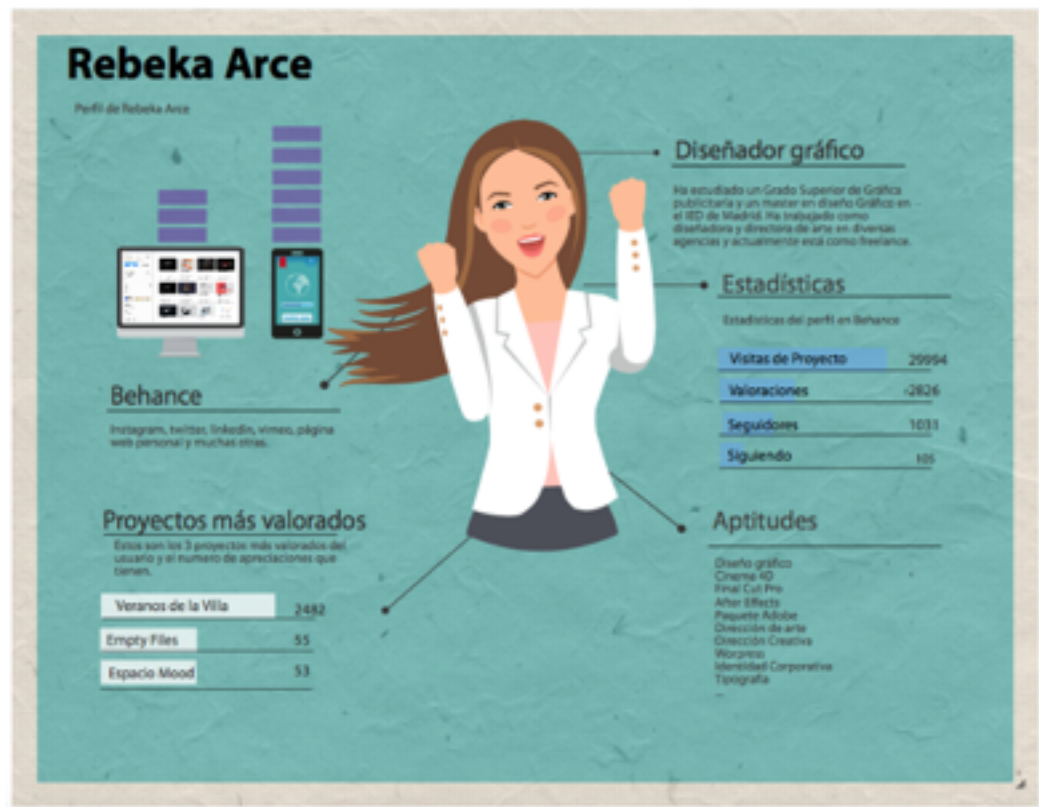 Rebeka Arce
Perfil de Rebeka Arce
Diseñador gráfico
Ha estudiado un Grado Superior de Gráfica
publicitaria y un master en diseño Gráfico en
el IED de Madrid. Ha trabajado como
diseñadora y directora de arte en diversas
agencias y actualmente está como freelance.
Estadísticas
Estadísticas del perfil en Behance
Visitas de Proyecto 29994
Valoraciones 2826
Seguidores 1031
Siguiendo 105
Behance
Instagram, twitter, linkedin, vimeo, página
web personal y muchas otras.
Proyectos más valorados
Estos son los 3 proyectos más valorados del
usuario y el numero de apreciaciones que
tienen.
Veranos de la Villa 2482
Empty Files 55
Espacio Mood 53
Aptitudes
Diseño gráfico
Cinema 4D
Final Cut Pro
After Effects
Paquete Adobe
Dirección de arte
Dirección Creativa
Worpress
Identidad Corporativa
Tipografía